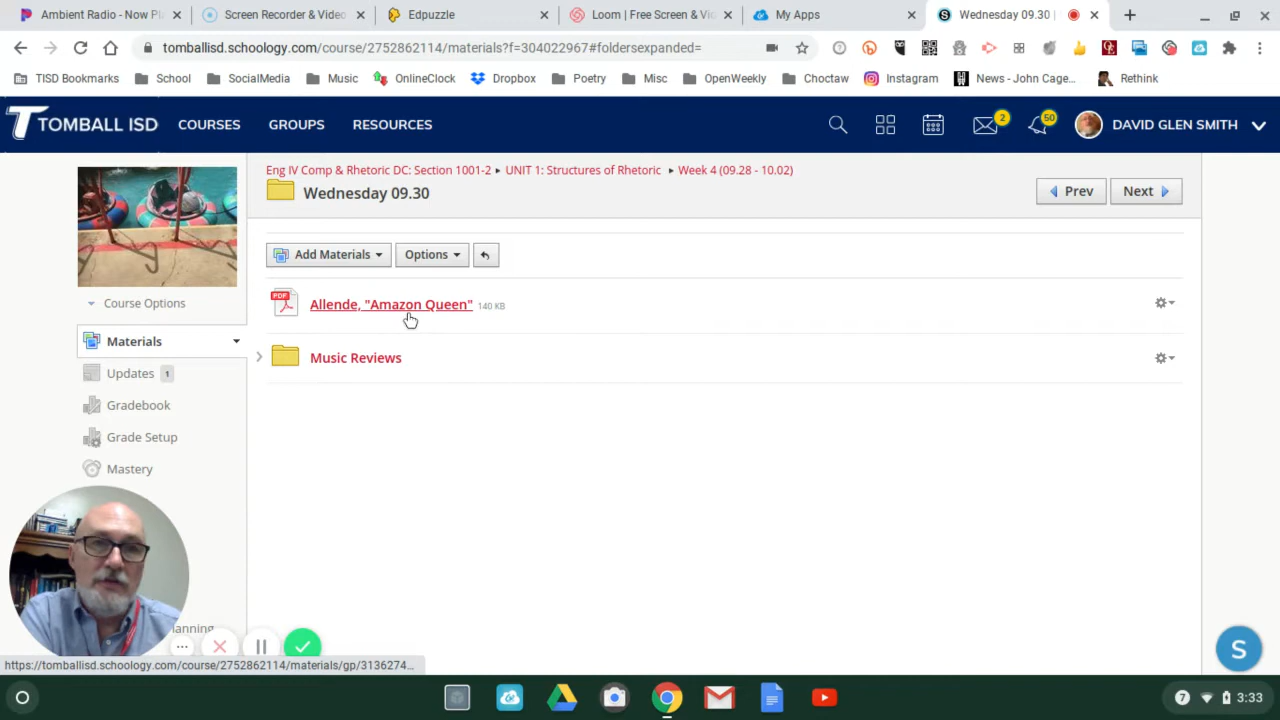 Ambient Radio - Now Pl
Screen Recorder & Video
Edpuzzle
Loom | Free Screen & Vi
My Apps
Wednesday 09.30 |
tomballisd.schoology.com/course/2752862114/materials?f=304022967#foldersexpanded=
TISD Bookmarks
School
SocialMedia
Music
OnlineClock
Dropbox
Poetry
Misc
OpenWeekly
Choctaw
Instagram
News - John Cage...
Rethink
TOMBALL ISD
COURSES
GROUPS
RESOURCES
2
50
DAVID GLEN SMITH
Eng IV Comp & Rhetoric DC: Section 1001-2 ▸ UNIT 1: Structures of Rhetoric ▸ Week 4 (09.28 - 10.02)
Wednesday 09.30
Prev
Next
Add Materials
Options
Course Options
PDF
Allende, "Amazon Queen" 140 KB
Materials
Music Reviews
Updates 1
Gradebook
Grade Setup
Mastery
anning
S
https://tomballisd.schoology.com/course/2752862114/materials/gp/3136274...
7
3:33